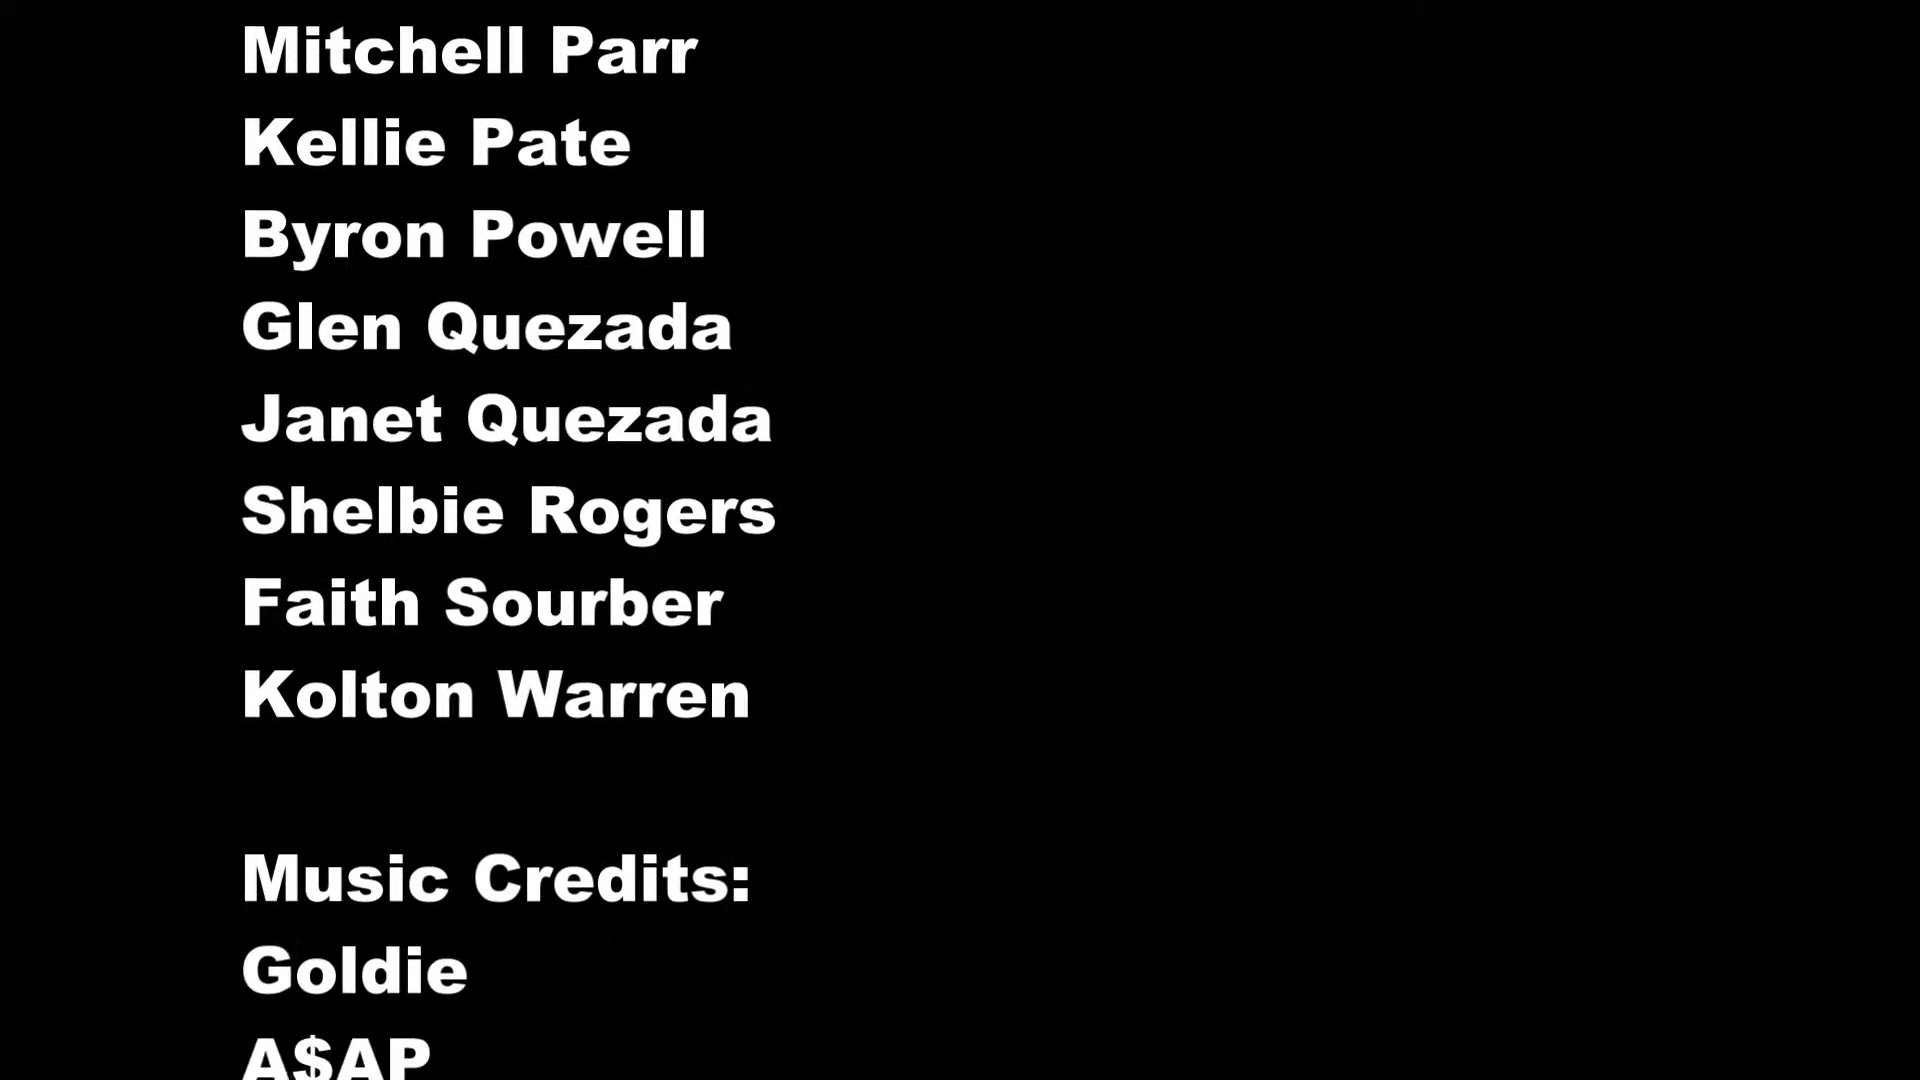 Mitchell Parr
Kellie Pate
Byron Powell
Glen Quezada
Janet Quezada
Shelbie Rogers
Faith Sourber
Kolton Warren
Music Credits:
Goldie
A$AP